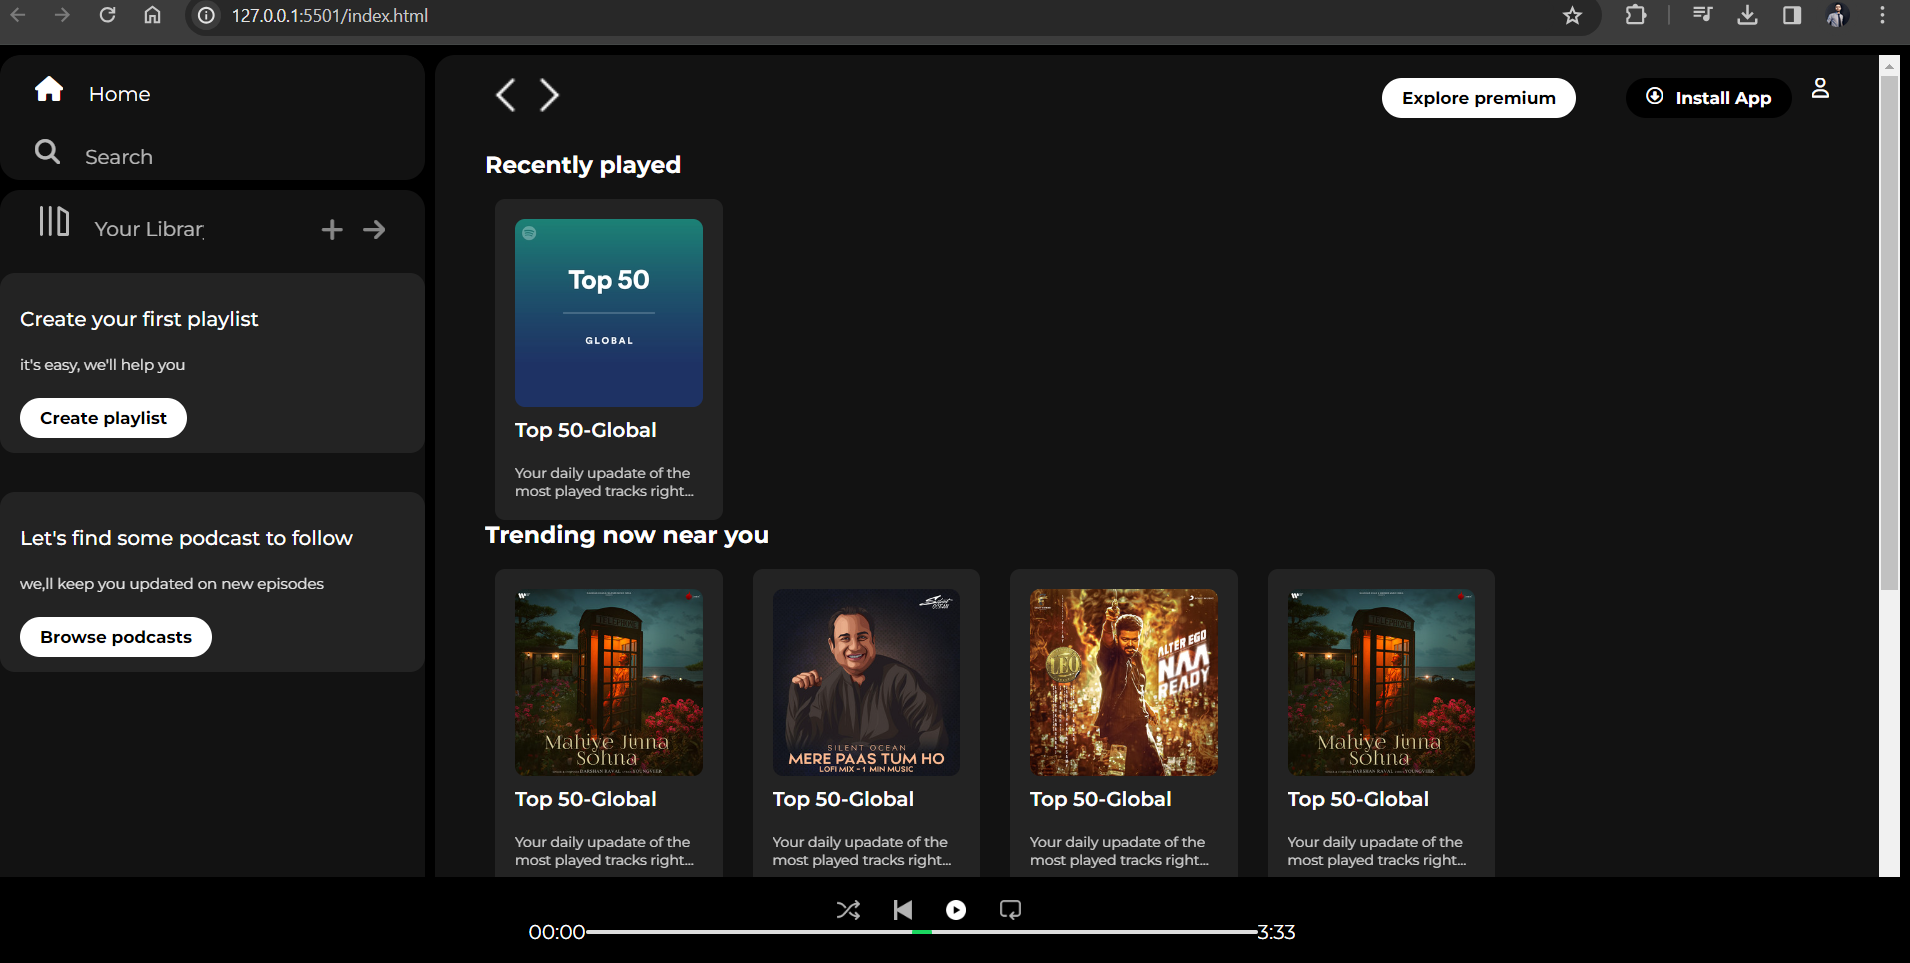 127.0.0.1:5501/index.html
Home
Search
Your Librar
Create your first playlist
it's easy, we'll help you
Create playlist
Let's find some podcast to follow
we,ll keep you updated on new episodes
Browse podcasts
Explore premium
Install App
Recently played
Top 50
GLOBAL
Top 50-Global
Your daily upadate of the
most played tracks right...
Trending now near you
Mahiye Jinna
Sohna
Top 50-Global
Your daily upadate of the
most played tracks right...
Silent
OCEAN
SILENT OCEAN
MERE PAAS TUM HO
LOFI MIX - 1 MIN MUSIC
Top 50-Global
Your daily upadate of the
most played tracks right...
LEO
ALTER EGO
NAA
READY
Top 50-Global
Your daily upadate of the
most played tracks right...
Mahiye Jinna
Sohna
Top 50-Global
Your daily upadate of the
most played tracks right...
00:00
3:33